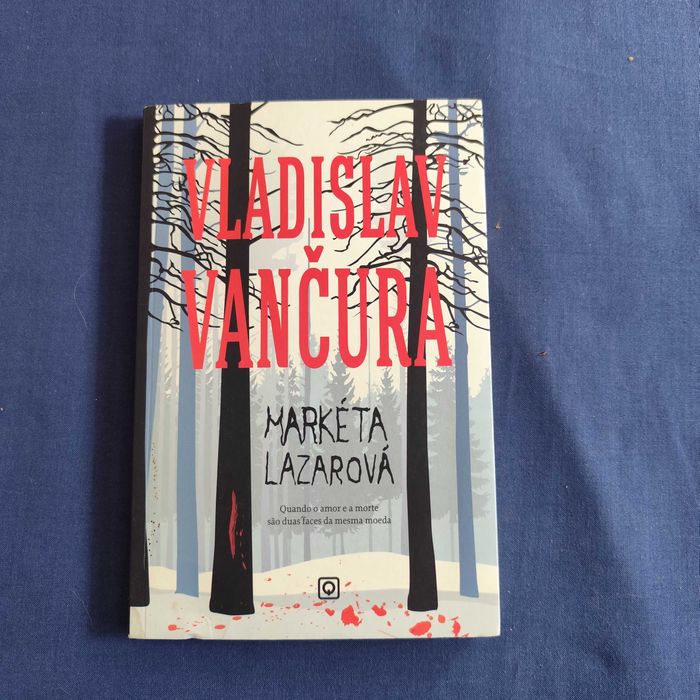 VLADISLAV
VANČURA
MARKÉTA
LAZAROVÁ
Quando o amor e a morte
são duas faces da mesma moeda
Q